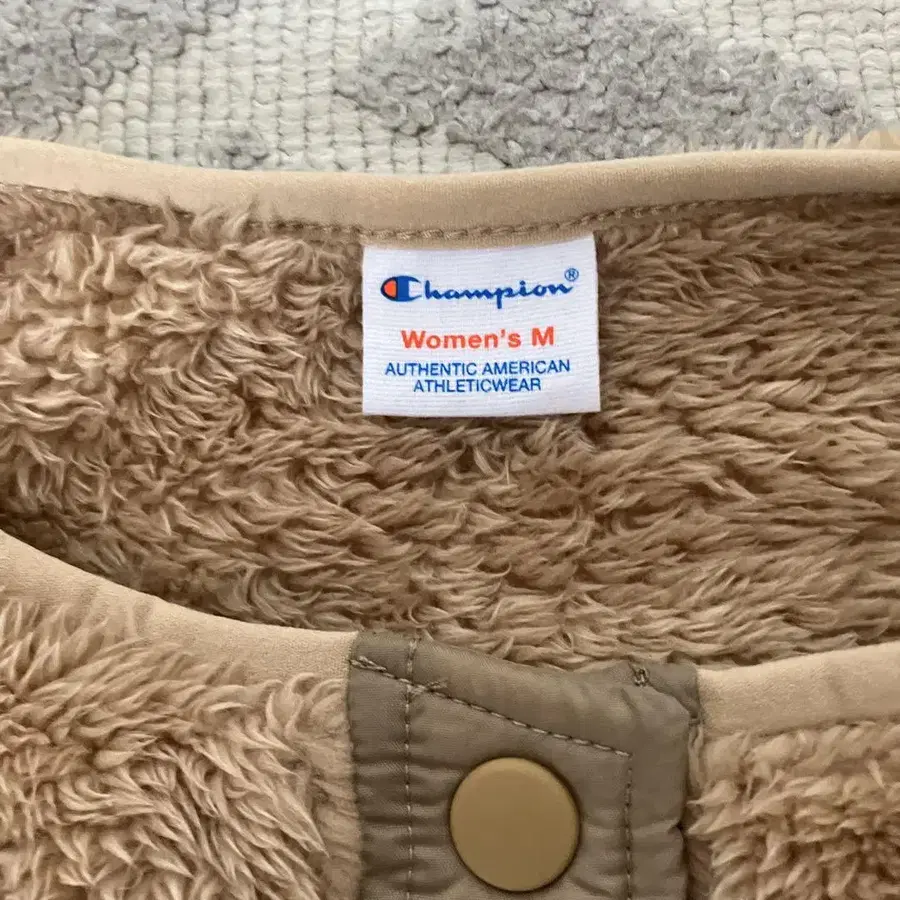 Champion®
Women's M
AUTHENTIC AMERICAN
ATHLETICWEAR